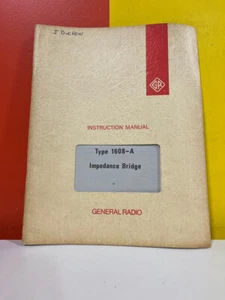 GR
INSTRUCTION MANUAL
Type 1608-A
Impedance Bridge
GENERAL RADIO